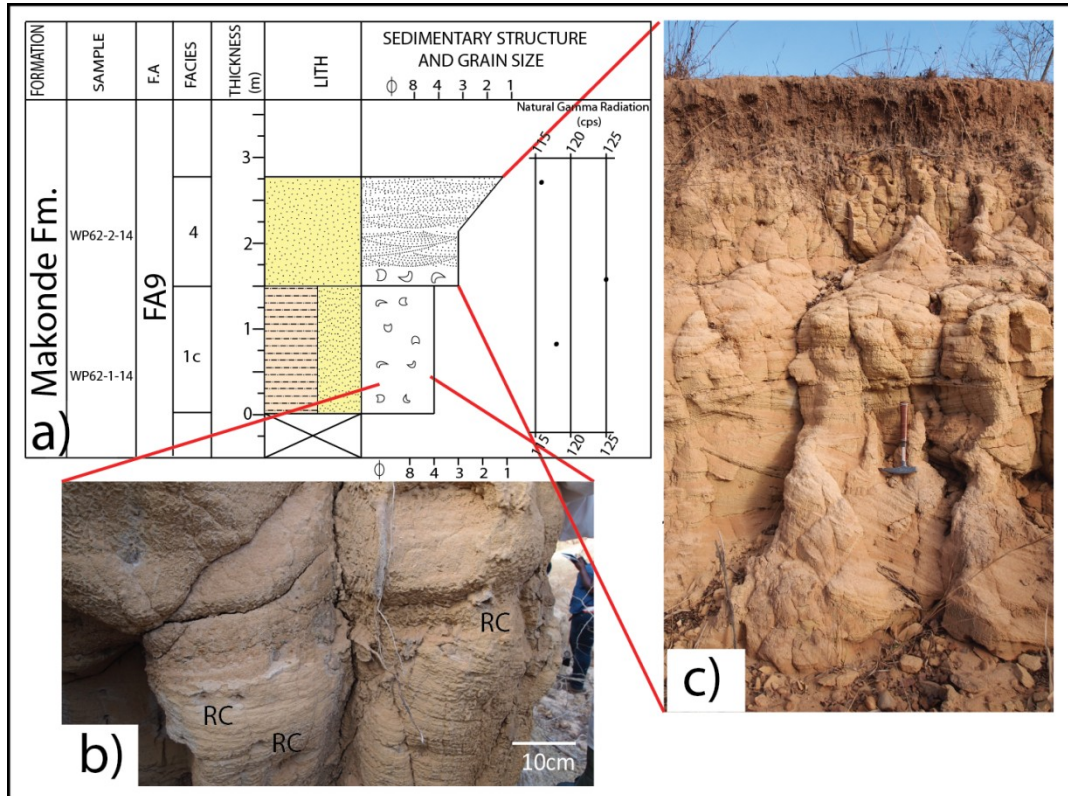 FORMATION
SAMPLE
F.A
FACIES
THICKNESS
(m)
LITH
SEDIMENTARY STRUCTURE
AND GRAIN SIZE
ϕ 8 4 3 2 1
Natural Gamma Radiation
(cps)
115 120 125
Makonde Fm.
WP62-2-14
WP62-1-14
FA9
4
1c
3
2
1
0
115 120 125
ϕ 8 4 3 2 1
a)
RC
RC
RC
10cm
b)
c)